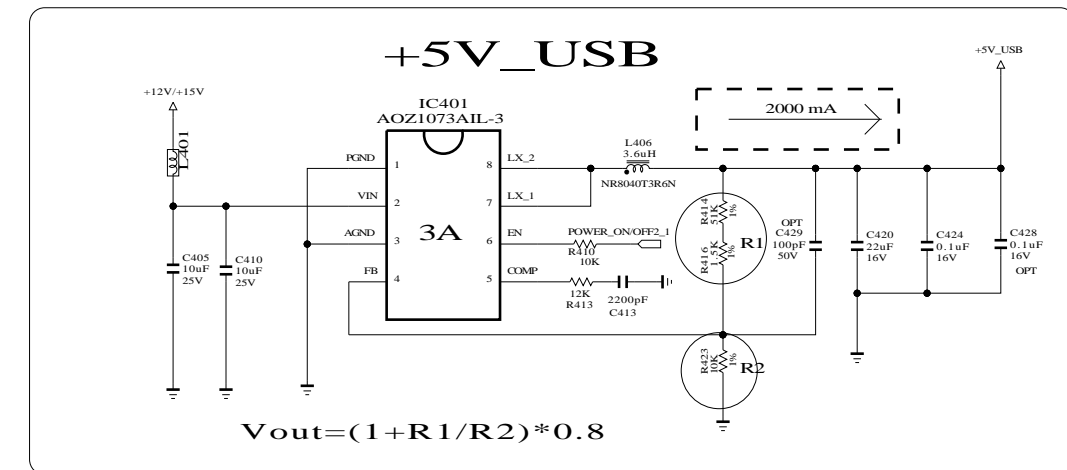 +5V_USB
+5V_USB
+12V/+15V
L401
IC401
AOZ1073AIL-3
2000 mA
L406
3.6uH
NR8040T3R6N
PGND
1
8
LX_2
VIN
2
7
LX_1
AGND
3
3A
6
EN
POWER_ON/OFF2_1
R410
10K
FB
4
5
COMP
12K
R413
2200pF
C413
C405
10uF
25V
C410
10uF
25V
R414
51K
1%
R1
R416
1.5K
1%
OPT
C429
100pF
50V
C420
22uF
16V
C424
0.1uF
16V
C428
0.1uF
16V
OPT
R423
10K
1%
R2
Vout=(1+R1/R2)*0.8